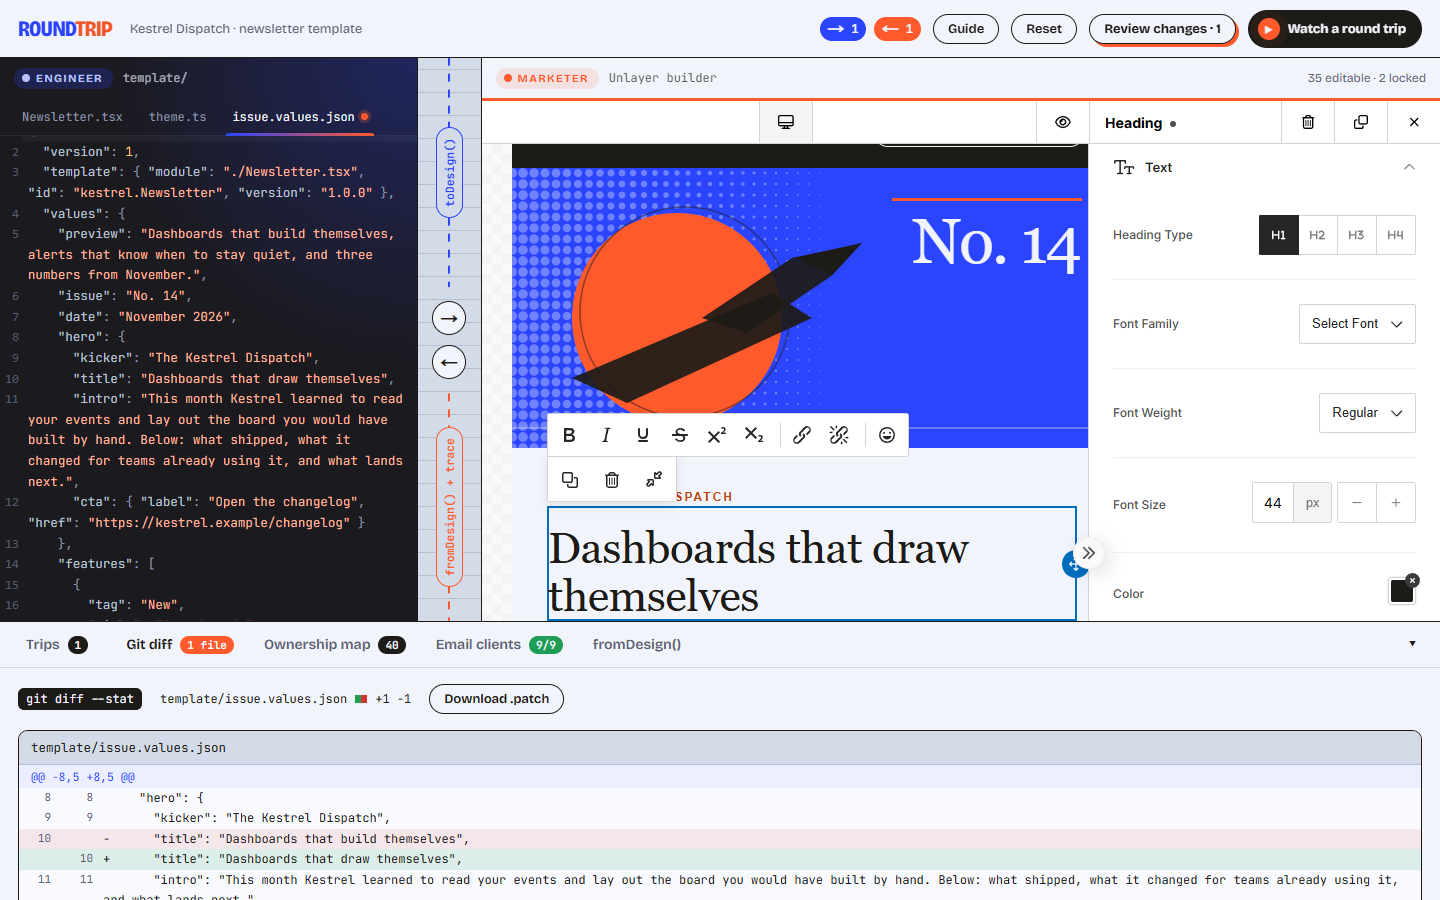 ROUNDTRIP
Kestrel Dispatch · newsletter template
→ 1
← 1
Guide
Reset
Review changes · 1
Watch a round trip
ENGINEER
template/
Newsletter.tsx
theme.ts
issue.values.json
2 "version": 1,
3 "template": { "module": "./Newsletter.tsx",
"id": "kestrel.Newsletter", "version": "1.0.0" },
4 "values": {
5 "preview": "Dashboards that build themselves,
alerts that know when to stay quiet, and three
numbers from November.",
6 "issue": "No. 14",
7 "date": "November 2026",
8 "hero": {
9 "kicker": "The Kestrel Dispatch",
10 "title": "Dashboards that draw themselves",
11 "intro": "This month Kestrel learned to read
your events and lay out the board you would have
built by hand. Below: what shipped, what it
changed for teams already using it, and what lands
next.",
12 "cta": { "label": "Open the changelog",
"href": "https://kestrel.example/changelog" }
13 },
14 "features": [
15 {
16 "tag": "New",
toDesign()
→
←
fromDesign() + trace
MARKETER
Unlayer builder
35 editable · 2 locked
No. 14
B I U S X² X₂
SPATCH
Dashboards that draw
themselves
Heading
Text
Heading Type
H1 H2 H3 H4
Font Family
Select Font
Font Weight
Regular
Font Size
44 px − +
Color
Trips 1
Git diff 1 file
Ownership map 40
Email clients 9/9
fromDesign()
git diff --stat
template/issue.values.json +1 -1
Download .patch
template/issue.values.json
@@ -8,5 +8,5 @@
8 8 "hero": {
9 9 "kicker": "The Kestrel Dispatch",
10 - "title": "Dashboards that build themselves",
10 + "title": "Dashboards that draw themselves",
11 11 "intro": "This month Kestrel learned to read your events and lay out the board you would have built by hand. Below: what shipped, what it changed for teams already using it,
and what lands next."